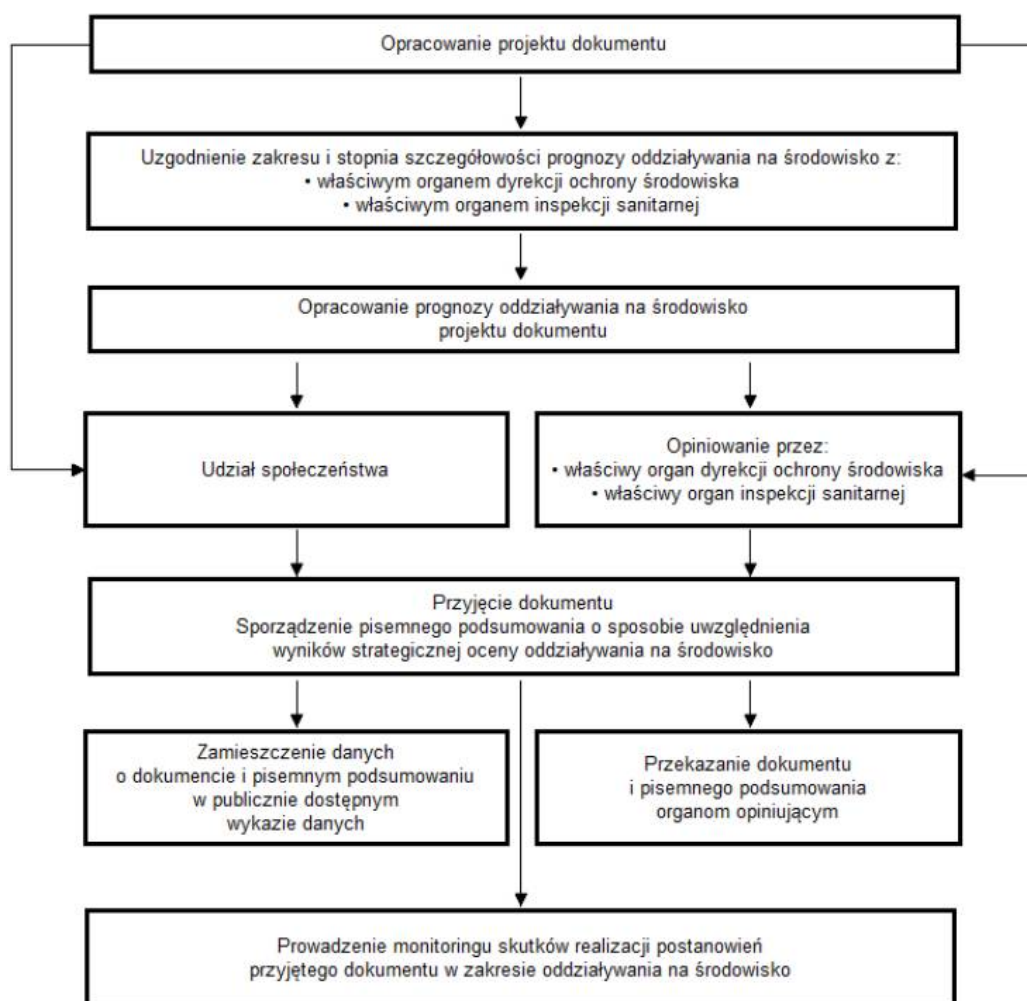 Opracowanie projektu dokumentu
Uzgodnienie zakresu i stopnia szczegółowości prognozy oddziaływania na środowisko z:
• właściwym organem dyrekcji ochrony środowiska
• właściwym organem inspekcji sanitarnej
Opracowanie prognozy oddziaływania na środowisko
projektu dokumentu
Udział społeczeństwa
Opiniowanie przez:
• właściwy organ dyrekcji ochrony środowiska
• właściwy organ inspekcji sanitarnej
Przyjęcie dokumentu
Sporządzenie pisemnego podsumowania o sposobie uwzględnienia
wyników strategicznej oceny oddziaływania na środowisko
Zamieszczenie danych
o dokumencie i pisemnym podsumowaniu
w publicznie dostępnym
wykazie danych
Przekazanie dokumentu
i pisemnego podsumowania
organom opiniującym
Prowadzenie monitoringu skutków realizacji postanowień
przyjętego dokumentu w zakresie oddziaływania na środowisko